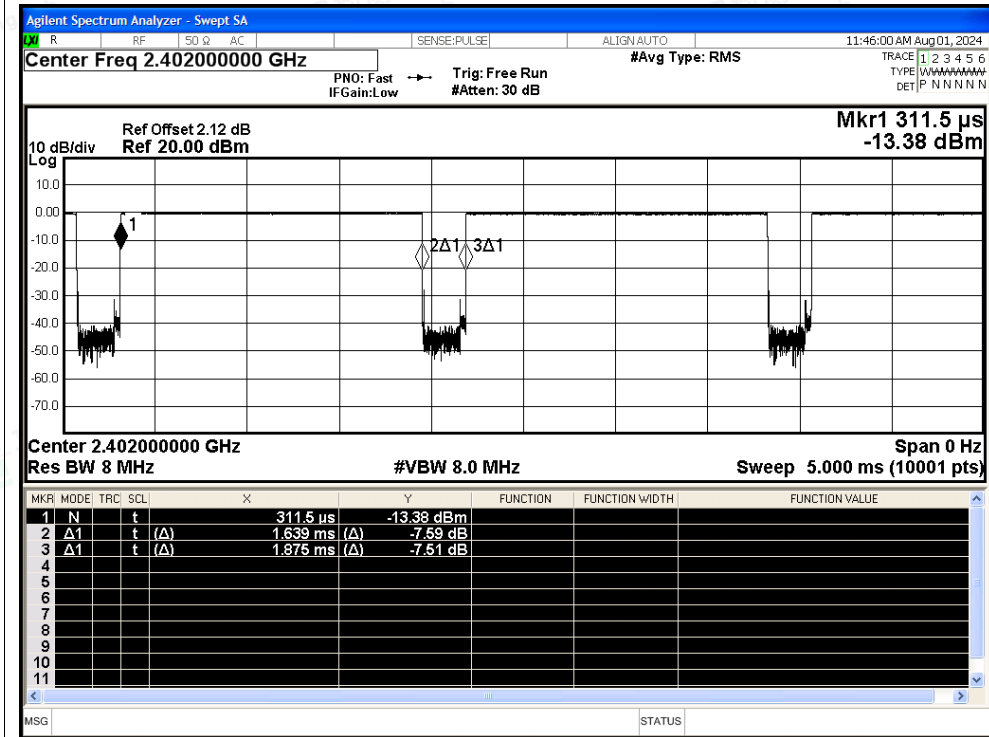 Agilent Spectrum Analyzer - Swept SA
LXI R RF 50 Ω AC SENSE:PULSE ALIGN AUTO 11:46:00 AM Aug 01, 2024
Center Freq 2.402000000 GHz #Avg Type: RMS TRACE 1 2 3 4 5 6
PNO: Fast Trig: Free Run TYPE WWWWWW
IFGain:Low #Atten: 30 dB DET P N N N N N
Mkr1 311.5 µs
Ref Offset 2.12 dB
10 dB/div Ref 20.00 dBm -13.38 dBm
Log
10.0
0.00
1
-10.0
2Δ1 3Δ1
-20.0
-30.0
-40.0
-50.0
-60.0
-70.0
Center 2.402000000 GHz Span 0 Hz
Res BW 8 MHz #VBW 8.0 MHz Sweep 5.000 ms (10001 pts)
MKR MODE TRC SCL X Y FUNCTION FUNCTION WIDTH FUNCTION VALUE
1 N t 311.5 µs -13.38 dBm
2 Δ1 t (Δ) 1.639 ms (Δ) -7.59 dB
3 Δ1 t (Δ) 1.875 ms (Δ) -7.51 dB
4
5
6
7
8
9
10
11
MSG STATUS